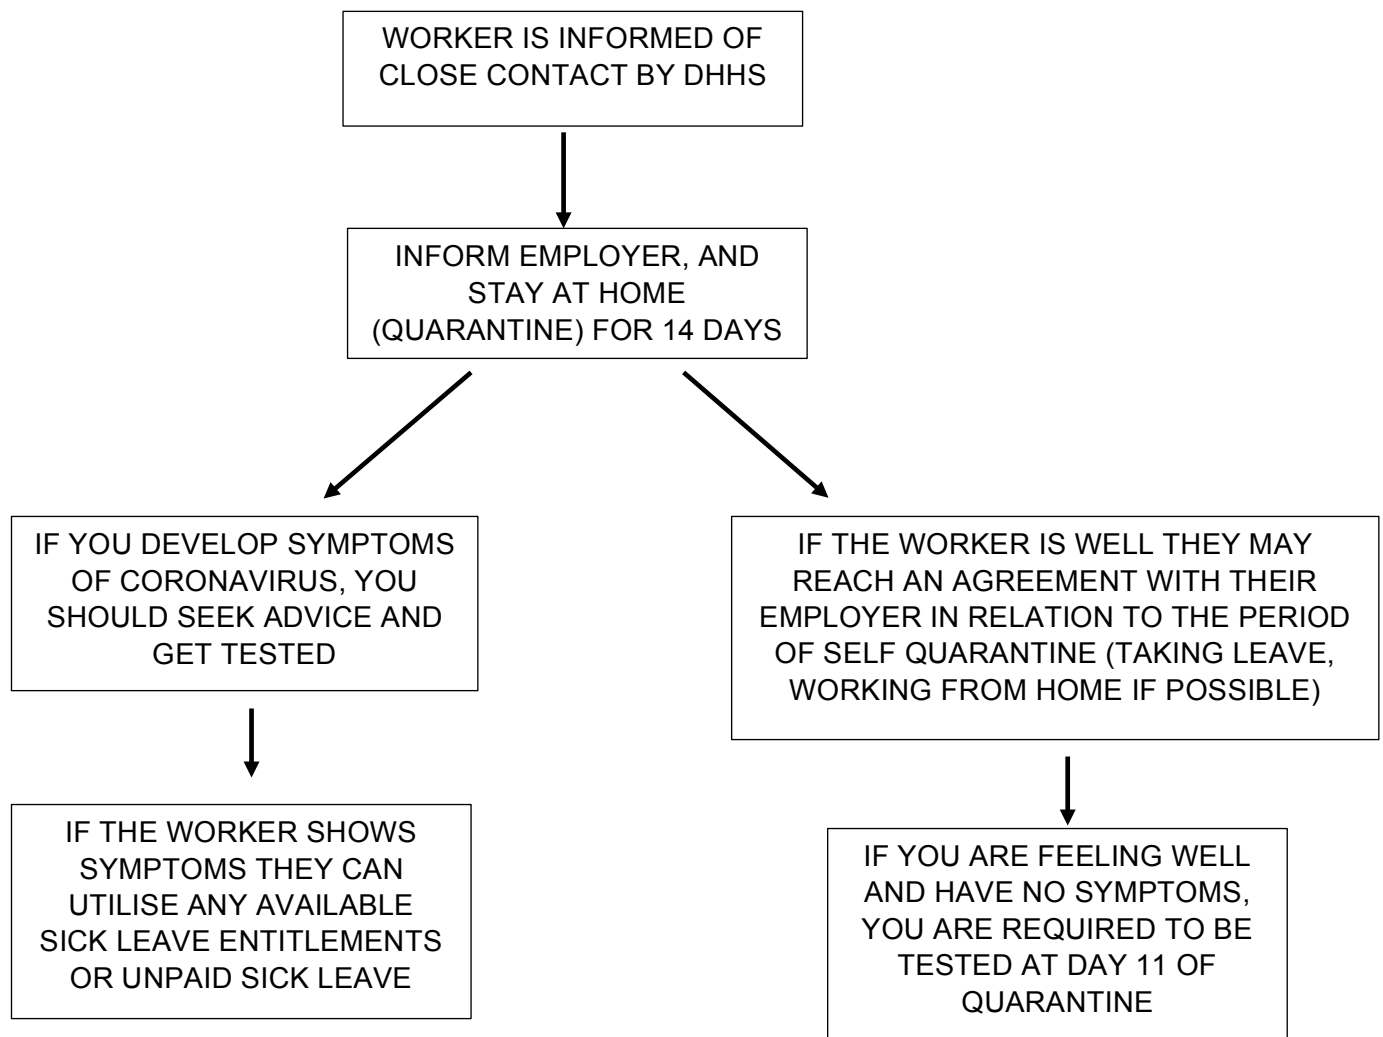 WORKER IS INFORMED OF
CLOSE CONTACT BY DHHS
INFORM EMPLOYER, AND
STAY AT HOME
(QUARANTINE) FOR 14 DAYS
IF YOU DEVELOP SYMPTOMS
OF CORONAVIRUS, YOU
SHOULD SEEK ADVICE AND
GET TESTED
IF THE WORKER IS WELL THEY MAY
REACH AN AGREEMENT WITH THEIR
EMPLOYER IN RELATION TO THE PERIOD
OF SELF QUARANTINE (TAKING LEAVE,
WORKING FROM HOME IF POSSIBLE)
IF THE WORKER SHOWS
SYMPTOMS THEY CAN
UTILISE ANY AVAILABLE
SICK LEAVE ENTITLEMENTS
OR UNPAID SICK LEAVE
IF YOU ARE FEELING WELL
AND HAVE NO SYMPTOMS,
YOU ARE REQUIRED TO BE
TESTED AT DAY 11 OF
QUARANTINE